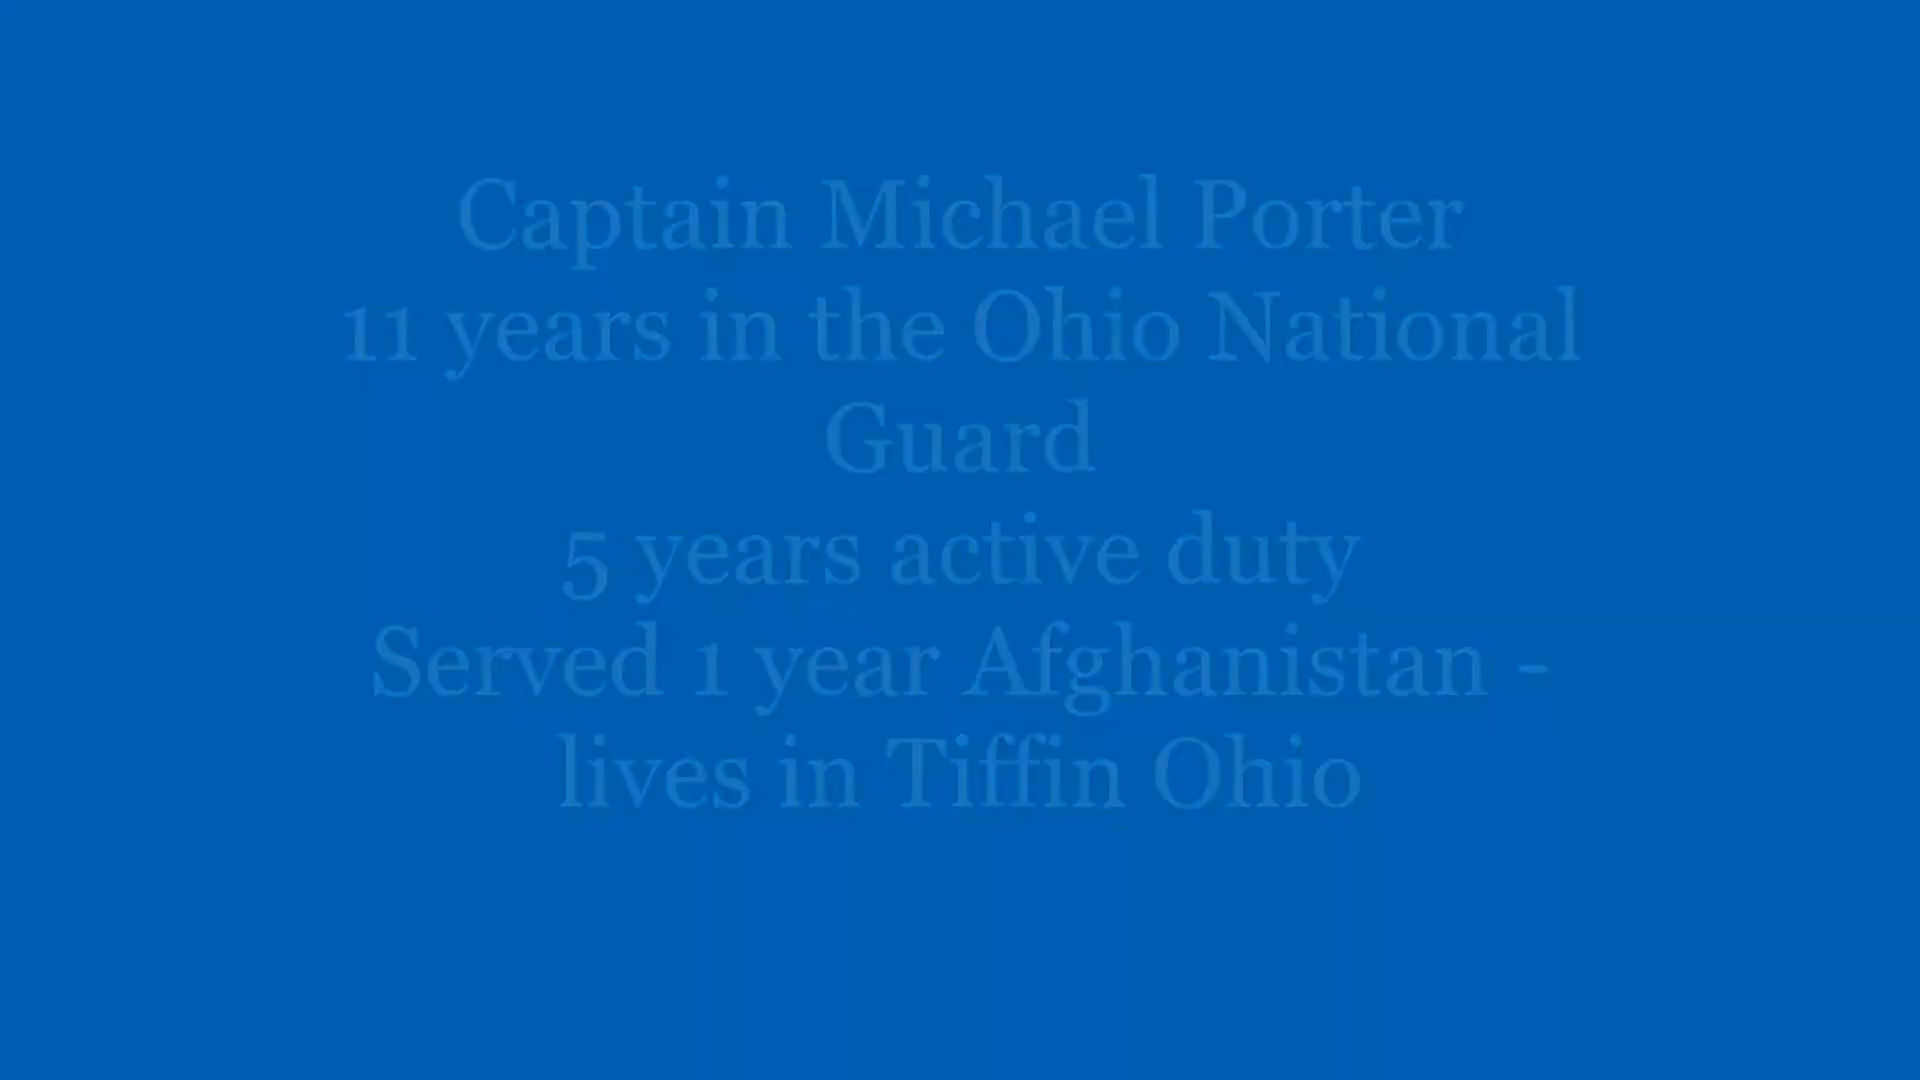 Captain Michael Porter
11 years in the Ohio National
Guard
5 years active duty
Served 1 year Afghanistan -
lives in Tiffin Ohio